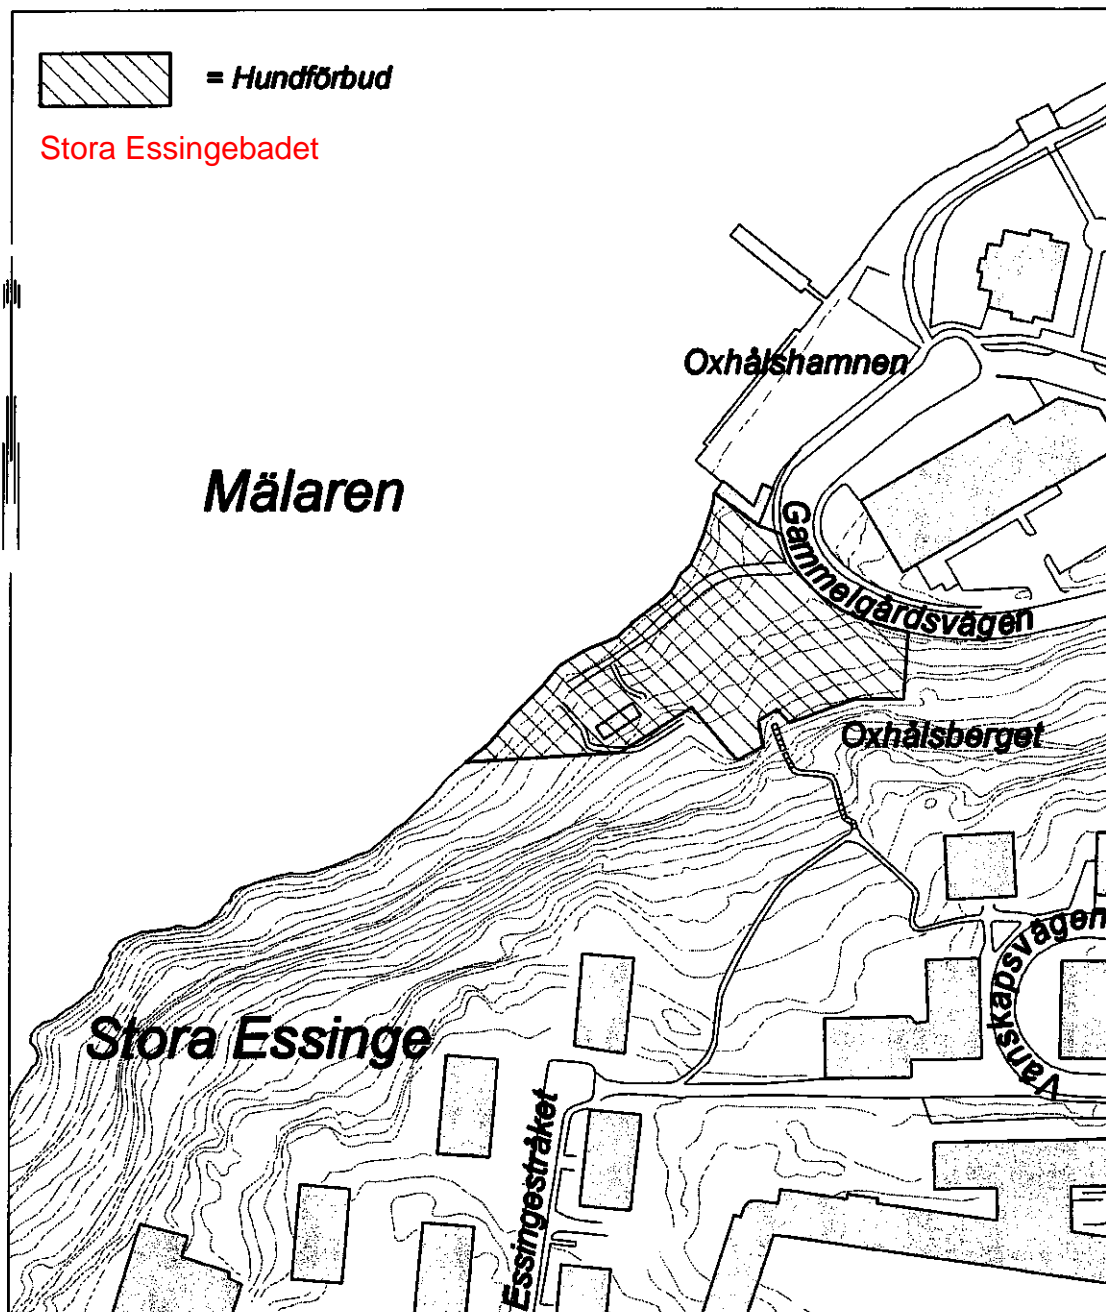 = Hundförbud
Stora Essingebadet
Oxhålshamnen
Mälaren
Gammelgårdsvägen
Oxhålsberget
Vänskapsvägen
Stora Essinge
Essingestråket